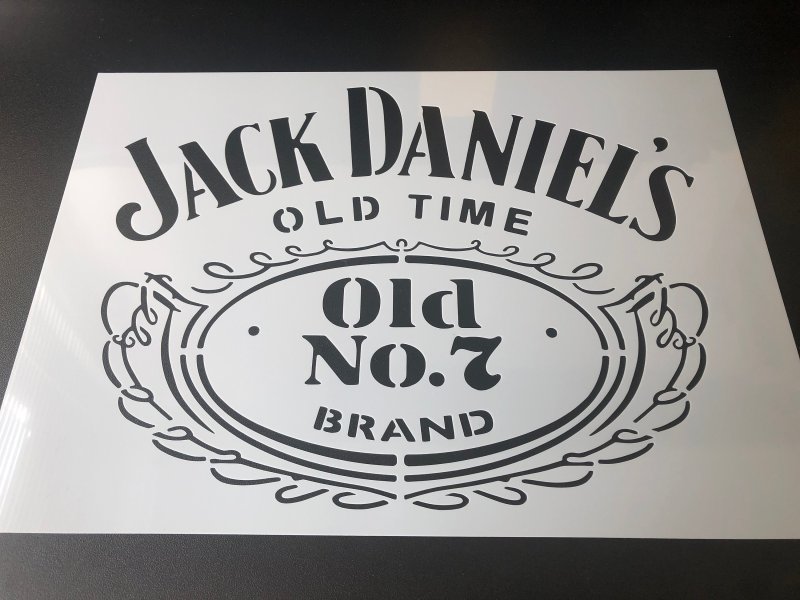 JACK DANIEL'S
OLD TIME
Old
No.7
BRAND